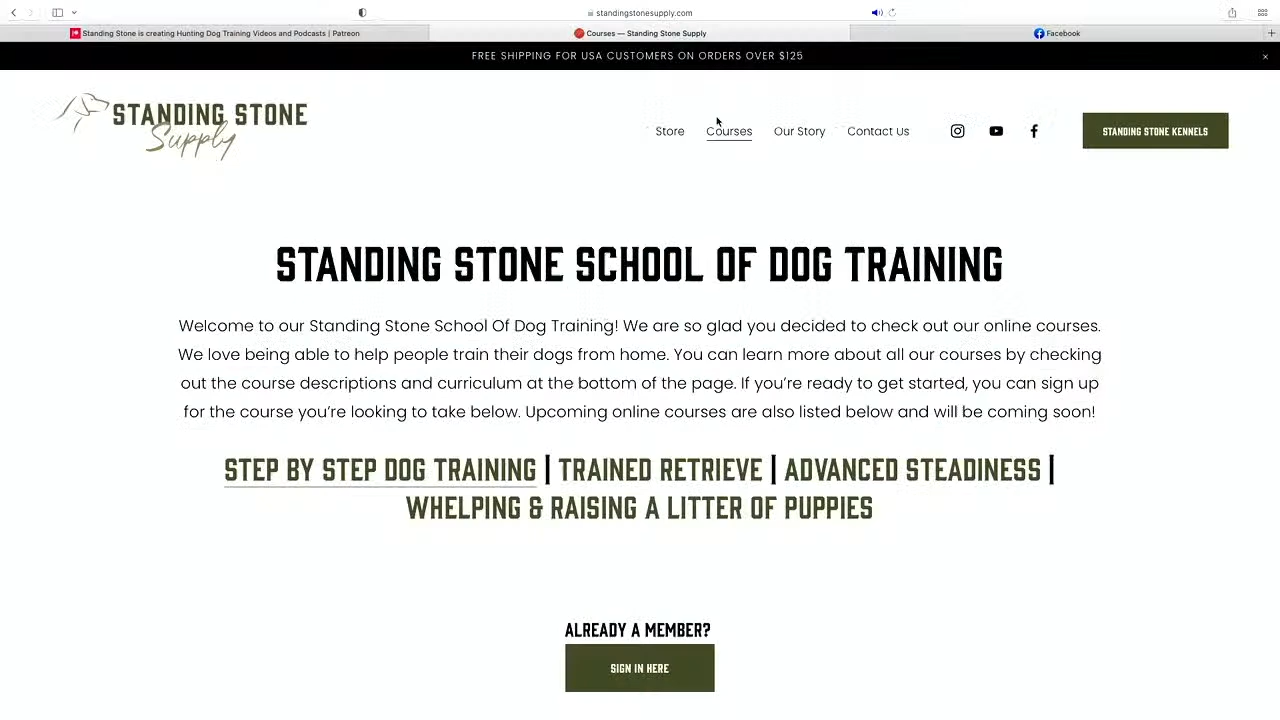 standingstonesupply.com
Standing Stone is creating Hunting Dog Training Videos and Podcasts | Patreon
Courses — Standing Stone Supply
Facebook
FREE SHIPPING FOR USA CUSTOMERS ON ORDERS OVER $125
STANDING STONE
Supply
Store
Courses
Our Story
Contact Us
STANDING STONE KENNELS
STANDING STONE SCHOOL OF DOG TRAINING
Welcome to our Standing Stone School Of Dog Training! We are so glad you decided to check out our online courses.
We love being able to help people train their dogs from home. You can learn more about all our courses by checking
out the course descriptions and curriculum at the bottom of the page. If you’re ready to get started, you can sign up
for the course you’re looking to take below. Upcoming online courses are also listed below and will be coming soon!
STEP BY STEP DOG TRAINING | TRAINED RETRIEVE | ADVANCED STEADINESS |
WHELPING & RAISING A LITTER OF PUPPIES
ALREADY A MEMBER?
SIGN IN HERE